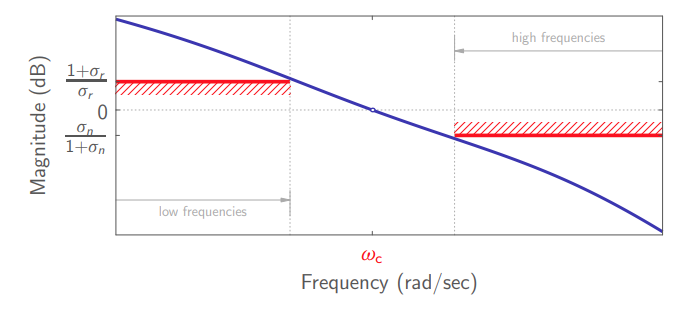 high frequencies
Magnitude (dB)
1+σr
σr
0
σn
1+σn
low frequencies
ωc
Frequency (rad/sec)